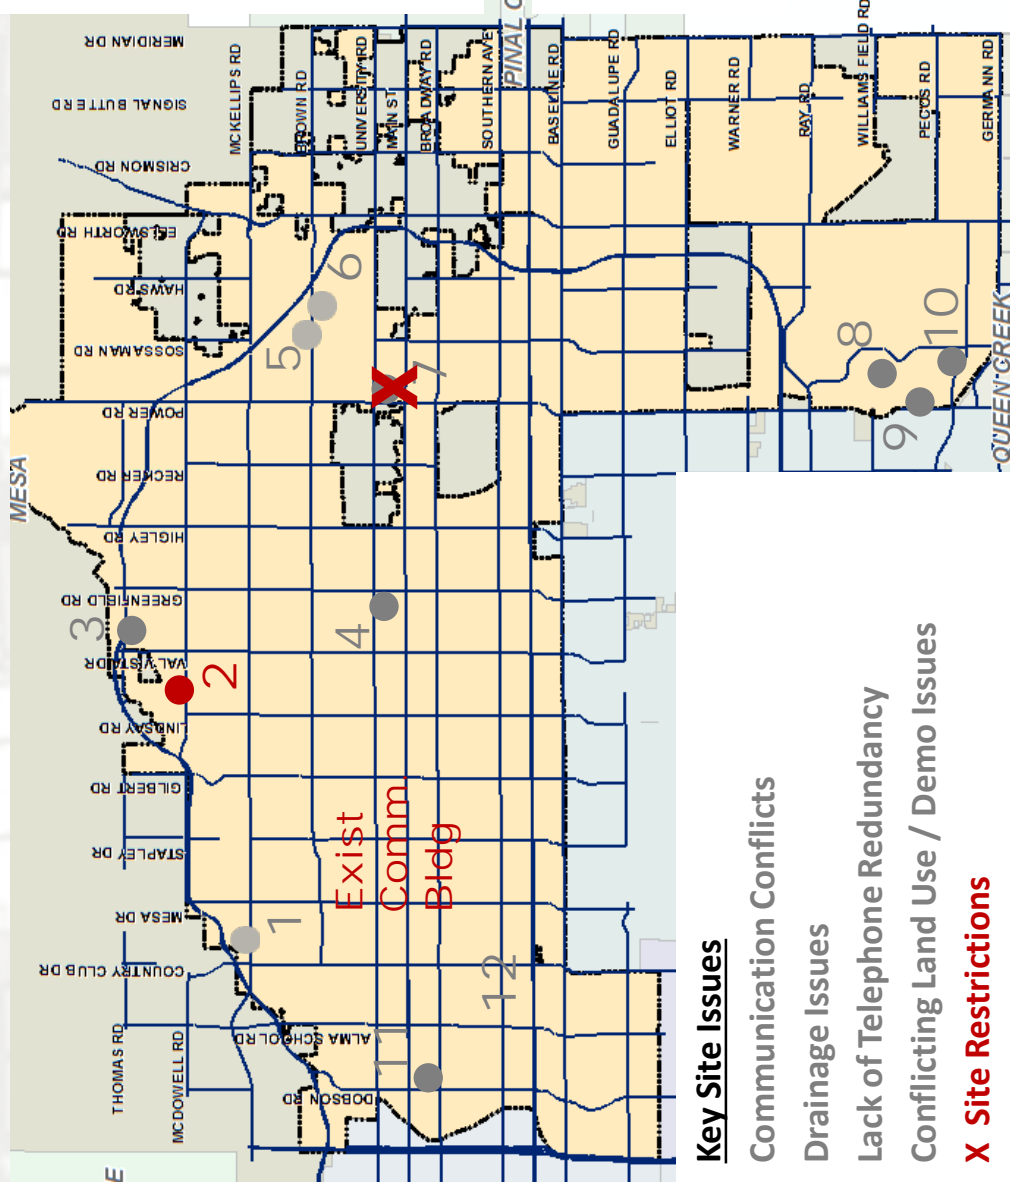 MERIDIAN DR
SIGNAL BUTTE RD
CRISMON RD
ELLSWORTH RD
HAWS RD
SOSSAMAN RD
POWER RD
RECKER RD
HIGLEY RD
GREENFIELD RD
VAL VISTA DR
LINDSAY RD
GILBERT RD
STAPLEY DR
MESA DR
COUNTRY CLUB DR
ALMA SCHOOL RD
DOBSON RD
THOMAS RD
MCDOWELL RD
MCKELLIPS RD
BROWN RD
UNIVERSITY RD
MAIN ST
BROADWAY RD
SOUTHERN AVE
BASELINE RD
GUADALUPE RD
ELLIOT RD
WARNER RD
RAY RD
WILLIAMS FIELD RD
PECOS RD
GERMANN RD
MESA
PINAL C
QUEEN CREEK
E
1
2
3
4
5
6
7
8
9
10
11
12
X
Exist
Comm
Bldg
Key Site Issues
Communication Conflicts
Drainage Issues
Lack of Telephone Redundancy
Conflicting Land Use / Demo Issues
X Site Restrictions